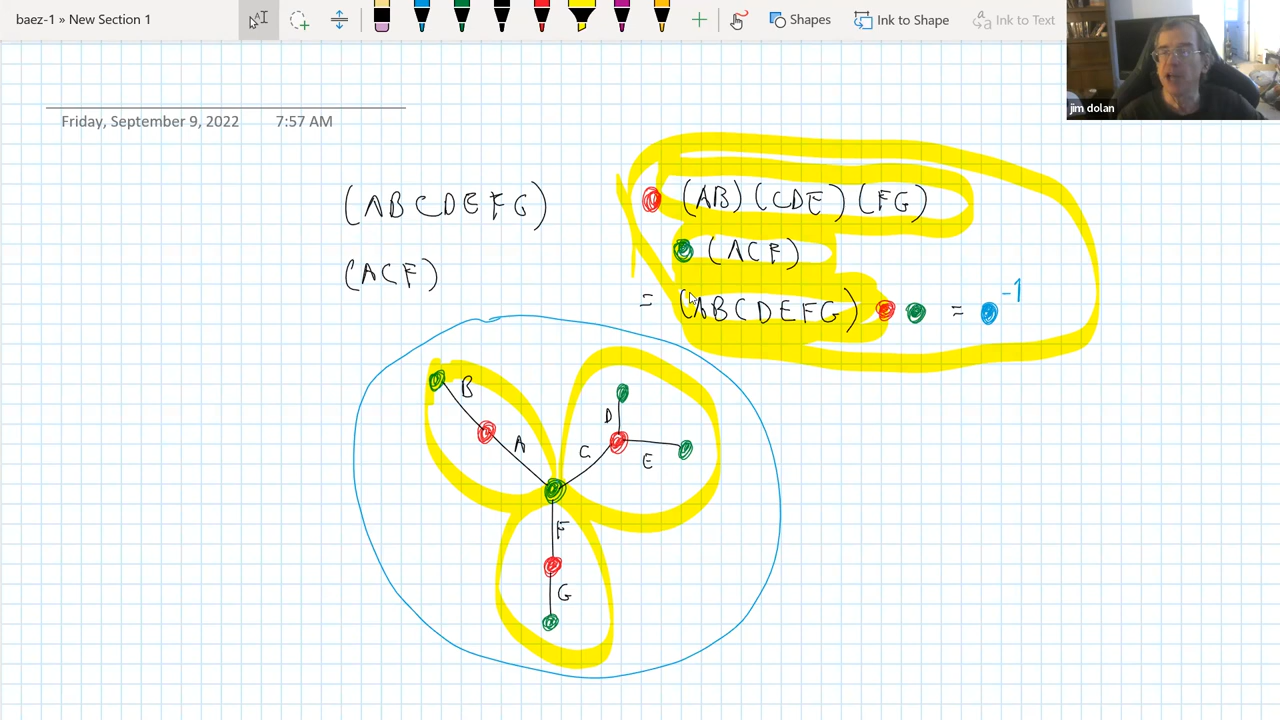 baez-1 » New Section 1
Shapes
Ink to Shape
Ink to Text
jim dolan
Friday, September 9, 2022 7:57 AM
(ABCDEFG)
(ACF)
(AB)(CDE)(FG)
(ACF)
= (ABCDEFG) = -1
B
A
D
C
E
F
G